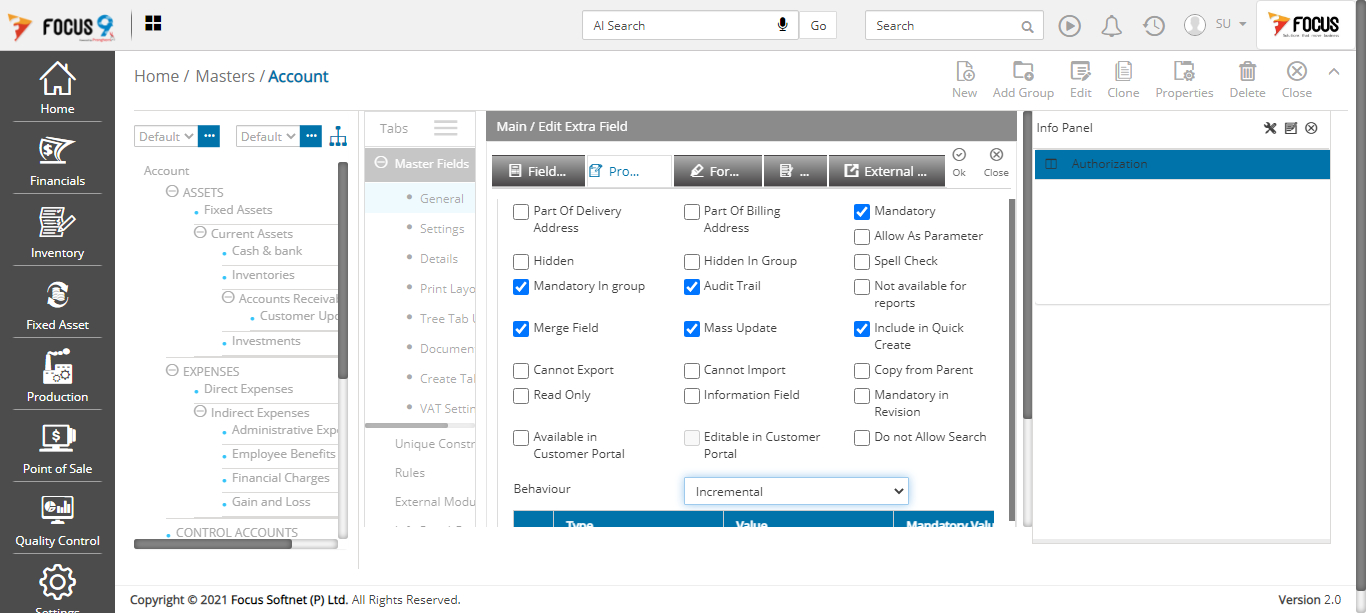 FOCUS 9
AI Search
Go
Search
SU
FOCUS
Home
Financials
Inventory
Fixed Asset
Production
Point of Sale
Quality Control
Settings
Home / Masters / Account
New
Add Group
Edit
Clone
Properties
Delete
Close
Default
Default
Account
ASSETS
Fixed Assets
Current Assets
Cash & bank
Inventories
Accounts Receival
Customer Upd
Investments
EXPENSES
Direct Expenses
Indirect Expenses
Administrative Expe
Employee Benefits
Financial Charges
Gain and Loss
CONTROL ACCOUNTS
Tabs
Master Fields
General
Settings
Details
Print Layo
Tree Tab U
Documen
Create Tal
VAT Settin
Unique Constr
Rules
External Modu
Main / Edit Extra Field
Field...
Pro...
For...
...
External ...
Ok
Close
Part Of Delivery
Address
Part Of Billing
Address
Mandatory
Allow As Parameter
Hidden
Hidden In Group
Spell Check
Mandatory In group
Audit Trail
Not available for
reports
Merge Field
Mass Update
Include in Quick
Create
Cannot Export
Cannot Import
Copy from Parent
Read Only
Information Field
Mandatory in
Revision
Available in
Customer Portal
Editable in Customer
Portal
Do not Allow Search
Behaviour
Incremental
Type
Value
Mandatory Valu
Info Panel
Authorization
Copyright © 2021 Focus Softnet (P) Ltd. All Rights Reserved.
Version 2.0